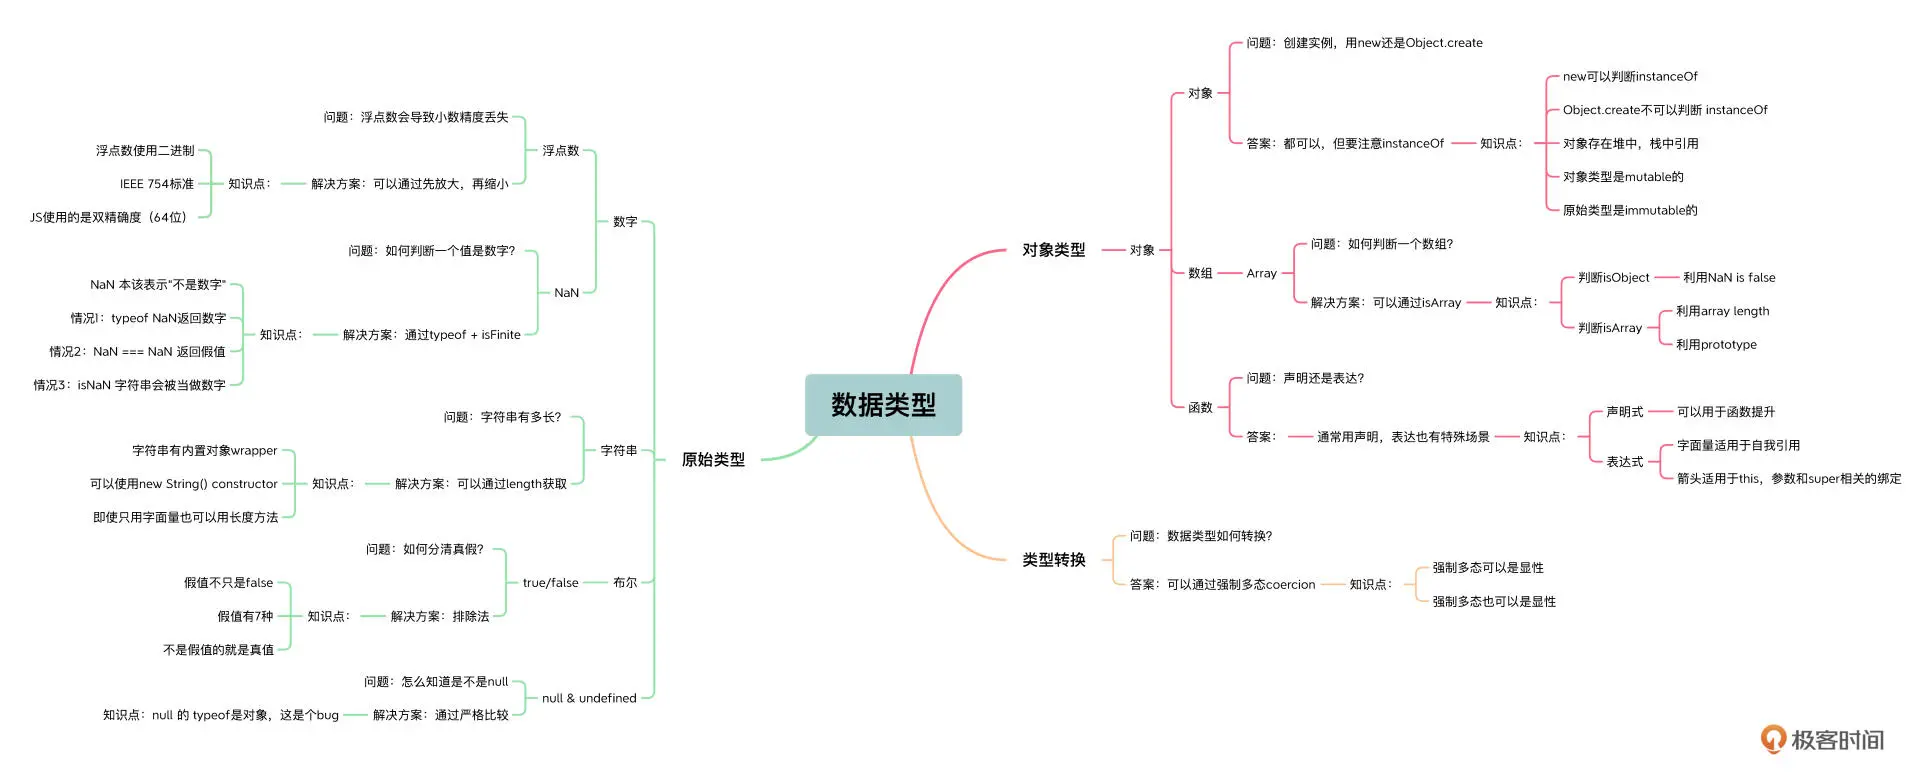 数据类型
原始类型
数字
浮点数
问题：浮点数会导致小数精度丢失
解决方案：可以通过先放大，再缩小
知识点：
浮点数使用二进制
IEEE 754标准
JS使用的是双精确度（64位）
NaN
问题：如何判断一个值是数字？
解决方案：通过typeof + isFinite
知识点：
NaN 本该表示"不是数字"
情况1：typeof NaN返回数字
情况2：NaN === NaN 返回假值
情况3：isNaN 字符串会被当做数字
字符串
问题：字符串有多长？
解决方案：可以通过length获取
知识点：
字符串有内置对象wrapper
可以使用new String() constructor
即使只用字面量也可以用长度方法
布尔
true/false
问题：如何分清真假？
解决方案：排除法
知识点：
假值不只是false
假值有7种
不是假值的就是真值
null & undefined
问题：怎么知道是不是null
解决方案：通过严格比较
知识点：null 的 typeof是对象，这是个bug
对象类型
对象
对象
问题：创建实例，用new还是Object.create
答案：都可以，但要注意instanceOf
知识点：
new可以判断instanceOf
Object.create不可以判断 instanceOf
对象存在堆中，栈中引用
对象类型是mutable的
原始类型是immutable的
数组
Array
问题：如何判断一个数组？
解决方案：可以通过isArray
知识点：
判断isObject
利用NaN is false
判断isArray
利用array length
利用prototype
函数
问题：声明还是表达？
答案：
通常用声明，表达也有特殊场景
知识点：
声明式
可以用于函数提升
表达式
字面量适用于自我引用
箭头适用于this，参数和super相关的绑定
类型转换
问题：数据类型如何转换？
答案：可以通过强制多态coercion
知识点：
强制多态可以是显性
强制多态也可以是显性
极客时间